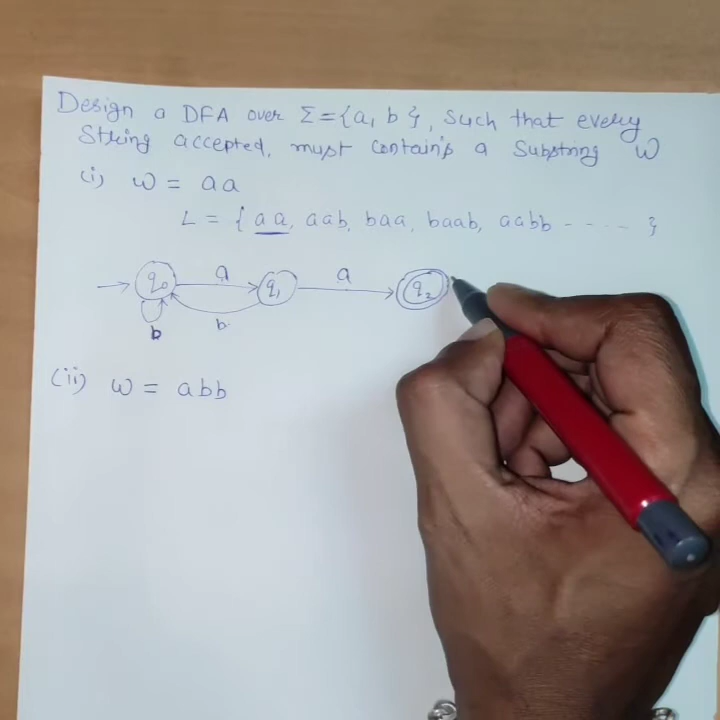 Design a DFA over Σ={a, b}, such that every
String accepted, must contain's a Substring W
(i) w = aa
L = { aa, aab, baa, baab, aabb - - - - - }
q0 a q1 a q2
b b
(ii) w = abb